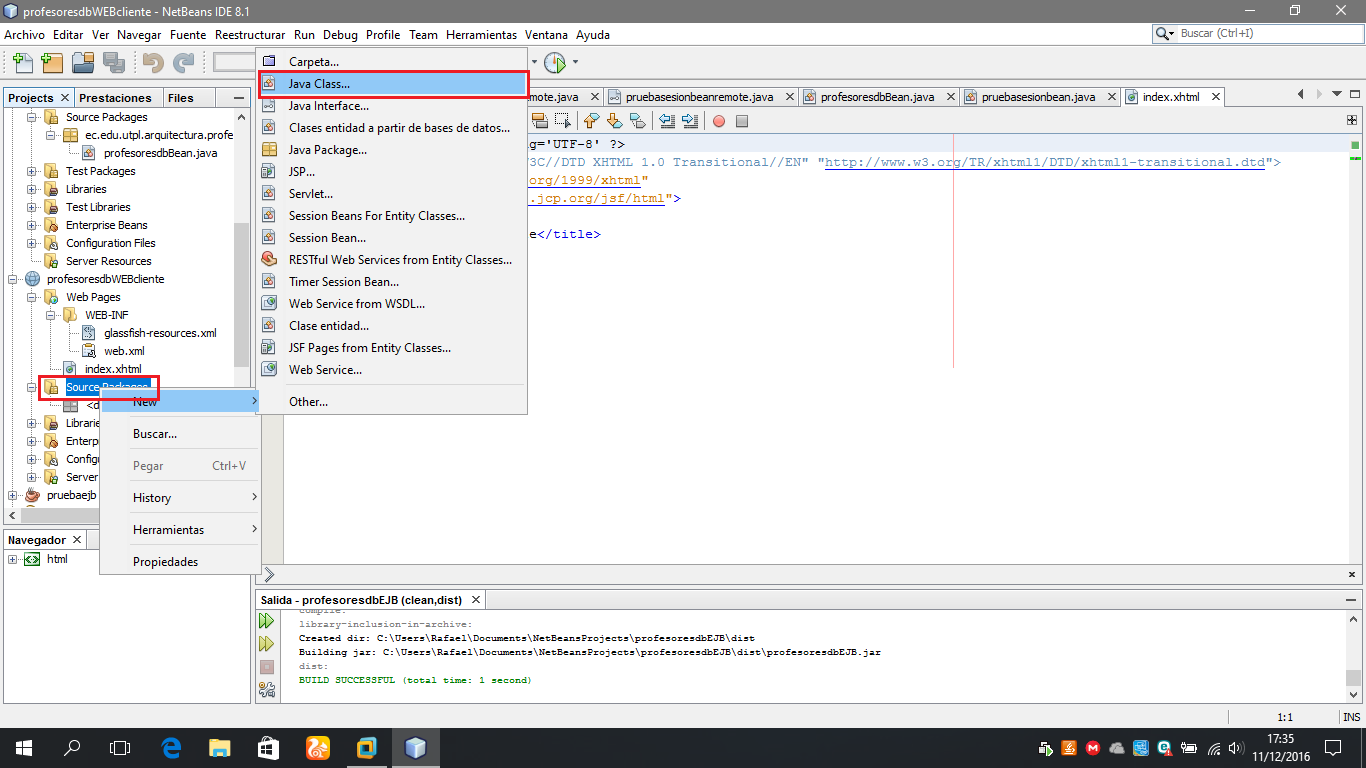 profesoresdbWEBcliente - NetBeans IDE 8.1
Archivo Editar Ver Navegar Fuente Reestructurar Run Debug Profile Team Herramientas Ventana Ayuda
Buscar (Ctrl+I)
Projects Prestaciones Files
Source Packages
ec.edu.utpl.arquitectura.profe
profesoresdbBean.java
Test Packages
Libraries
Test Libraries
Enterprise Beans
Configuration Files
Server Resources
profesoresdbWEBcliente
Web Pages
WEB-INF
glassfish-resources.xml
web.xml
index.xhtml
Source Packages
<d
Librarie
Enterp
Config
Server
pruebaejb
New
Buscar...
Pegar Ctrl+V
History
Herramientas
Propiedades
Carpeta...
Java Class...
Java Interface...
Clases entidad a partir de bases de datos...
Java Package...
JSP...
Servlet...
Session Beans For Entity Classes...
Session Bean...
RESTful Web Services from Entity Classes...
Timer Session Bean...
Web Service from WSDL...
Clase entidad...
JSF Pages from Entity Classes...
Web Service...
Other...
mote.java pruebasesionbeanremote.java profesoresdbBean.java pruebasesionbean.java index.xhtml
ng='UTF-8' ?>
3C//DTD XHTML 1.0 Transitional//EN" "http://www.w3.org/TR/xhtml1/DTD/xhtml1-transitional.dtd">
org/1999/xhtml"
.jcp.org/jsf/html">
e</title>
Navegador
html
Salida - profesoresdbEJB (clean,dist)
compile:
library-inclusion-in-archive:
Created dir: C:\Users\Rafael\Documents\NetBeansProjects\profesoresdbEJB\dist
Building jar: C:\Users\Rafael\Documents\NetBeansProjects\profesoresdbEJB\dist\profesoresdbEJB.jar
dist:
BUILD SUCCESSFUL (total time: 1 second)
1:1 INS
17:35
11/12/2016